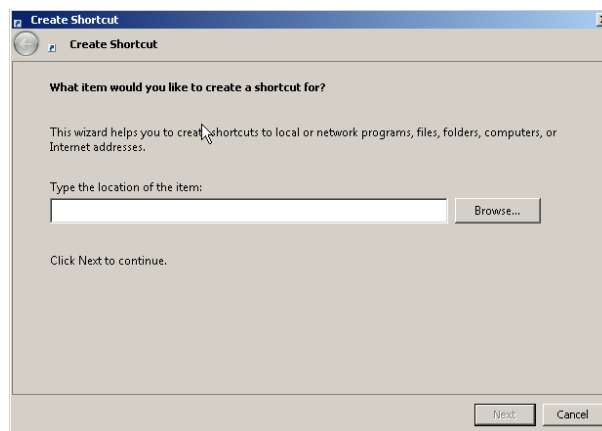 Create Shortcut
Create Shortcut
What item would you like to create a shortcut for?
This wizard helps you to create shortcuts to local or network programs, files, folders, computers, or
Internet addresses.
Type the location of the item:
Browse...
Click Next to continue.
Next
Cancel